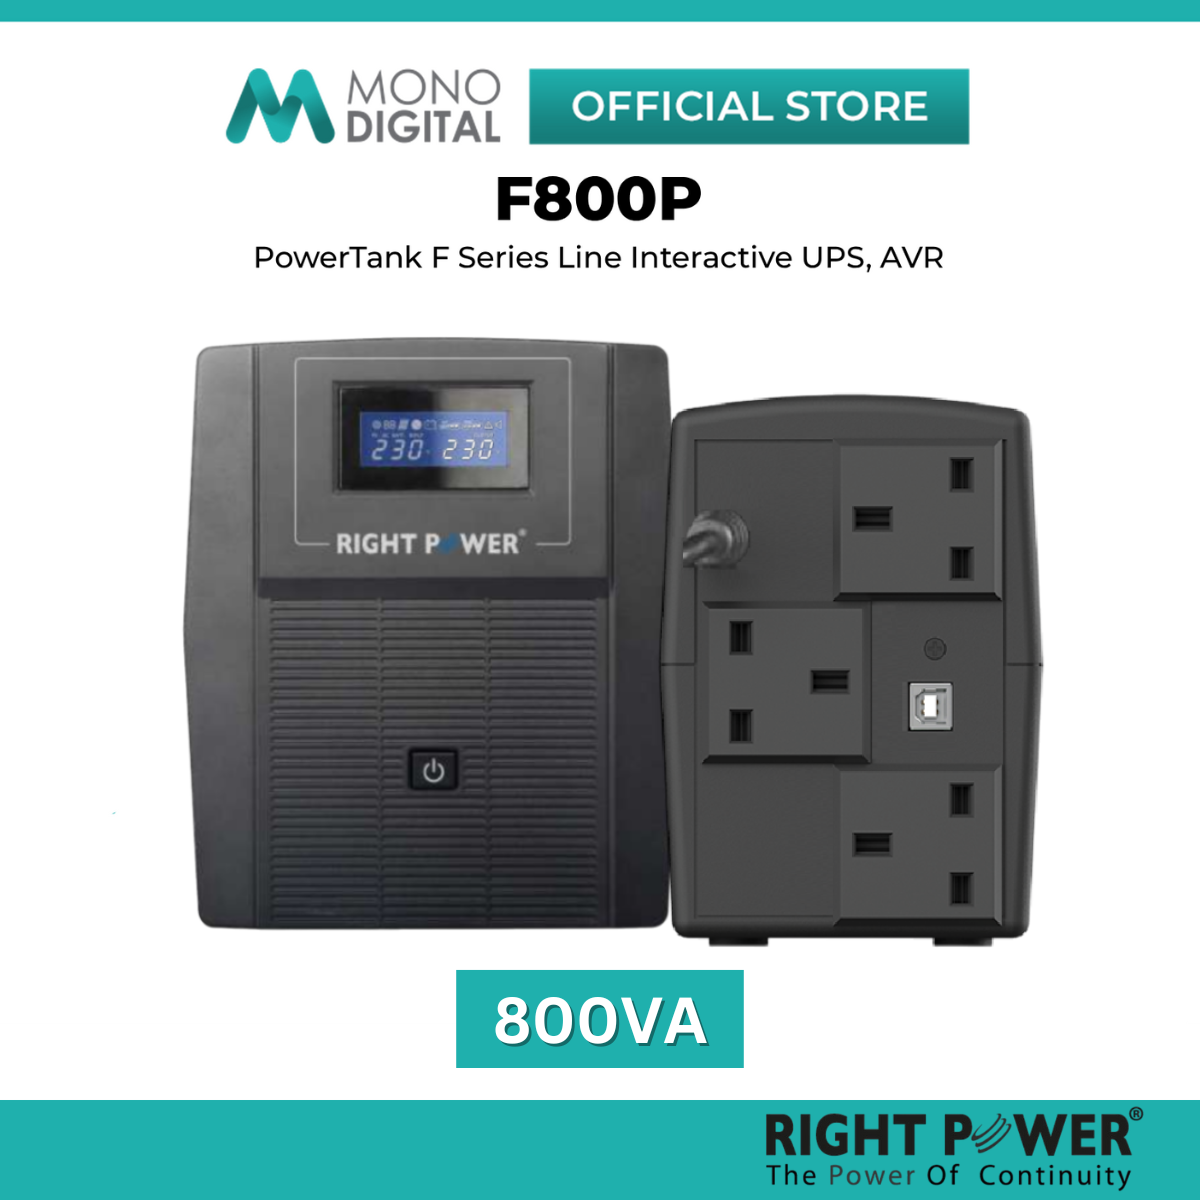 MONO
DIGITAL
OFFICIAL STORE
F800P
PowerTank F Series Line Interactive UPS, AVR
230 230
RIGHT POWER®
800VA
RIGHT POWER®
The Power Of Continuity